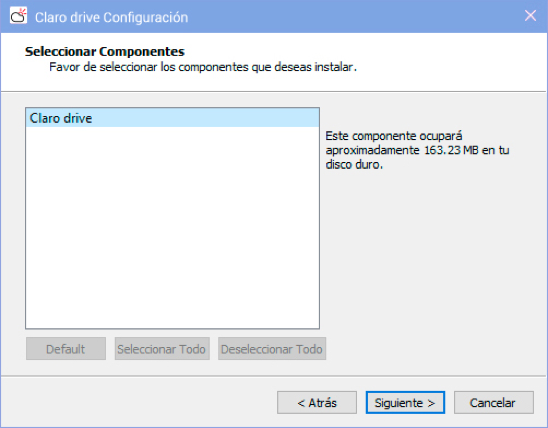 Claro drive Configuración
Seleccionar Componentes
Favor de seleccionar los componentes que deseas instalar.
Claro drive
Este componente ocupará
aproximadamente 163.23 MB en tu
disco duro.
Default
Seleccionar Todo
Deseleccionar Todo
< Atrás
Siguiente >
Cancelar